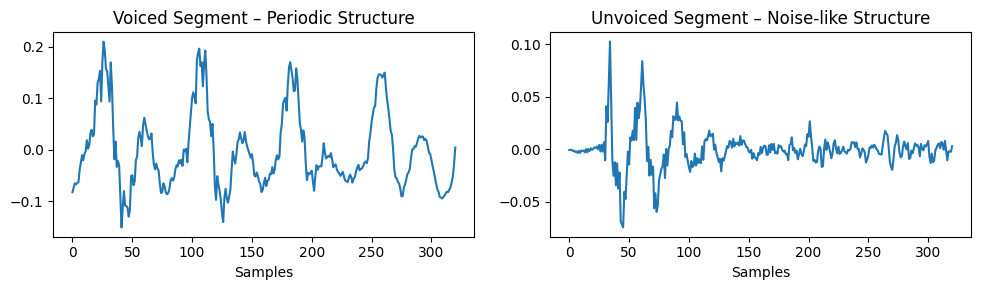 Voiced Segment – Periodic Structure
0.2
0.1
0.0
−0.1
0 50 100 150 200 250 300
Samples
Unvoiced Segment – Noise-like Structure
0.10
0.05
0.00
−0.05
0 50 100 150 200 250 300
Samples